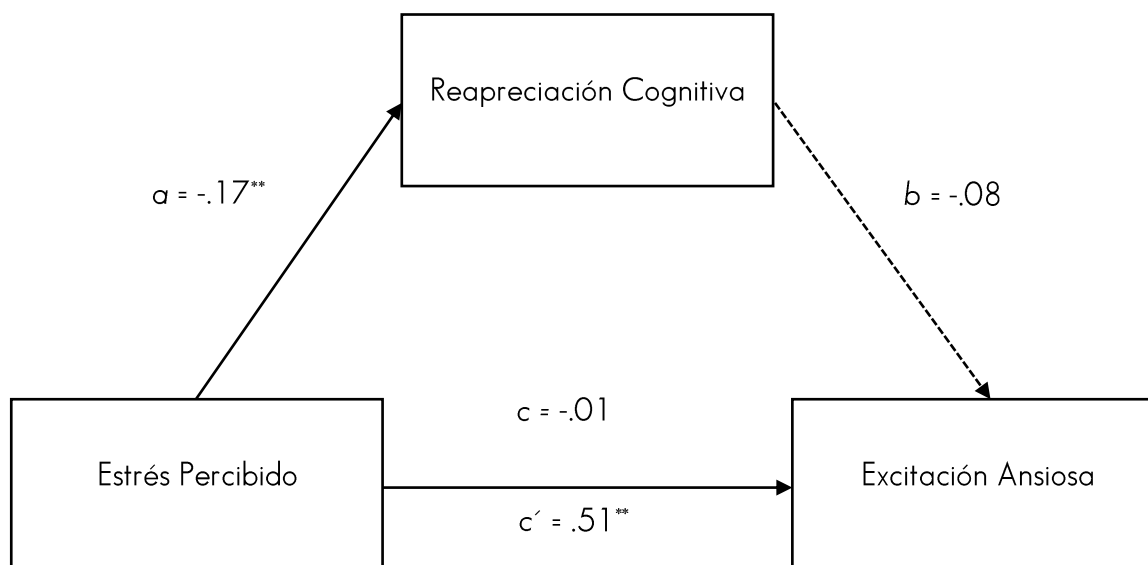 Reapreciación Cognitiva
a = -.17**
b = -.08
c = -.01
Estrés Percibido
Excitación Ansiosa
c´ = .51**